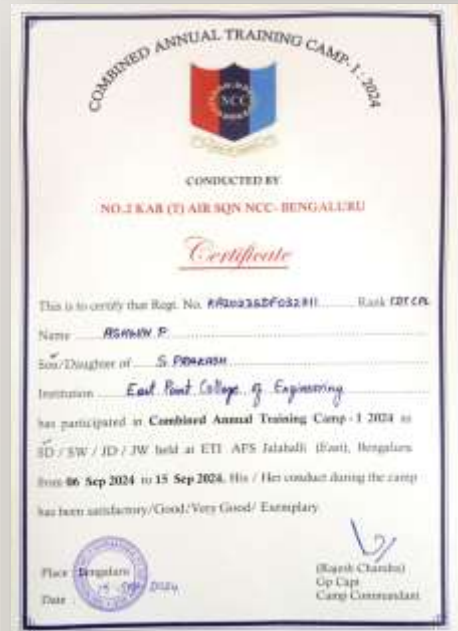 COMBINED ANNUAL TRAINING CAMP-1-2024
NCC
CONDUCTED BY
NO.2 KAR (T) AIR SQN NCC- BENGALURU
Certificate
This is to certify that Regt. No. Rank CDT CPL
Name ASHWIN P
Son/Daughter of S PRAKASH
Institution East Point College of Engineering
has participated in Combined Annual Training Camp - 1 2024 as
SD / SW / JD / JW held at ETI AFS Jalahalli (East), Bengaluru
from 06 Sep 2024 to 15 Sep 2024. His / Her conduct during the camp
has been satisfactory/Good/Very Good/ Exemplary
Place : Bengaluru
Date : Sep 2024
(Rajesh Chandra)
Gp Capt
Camp Commandant